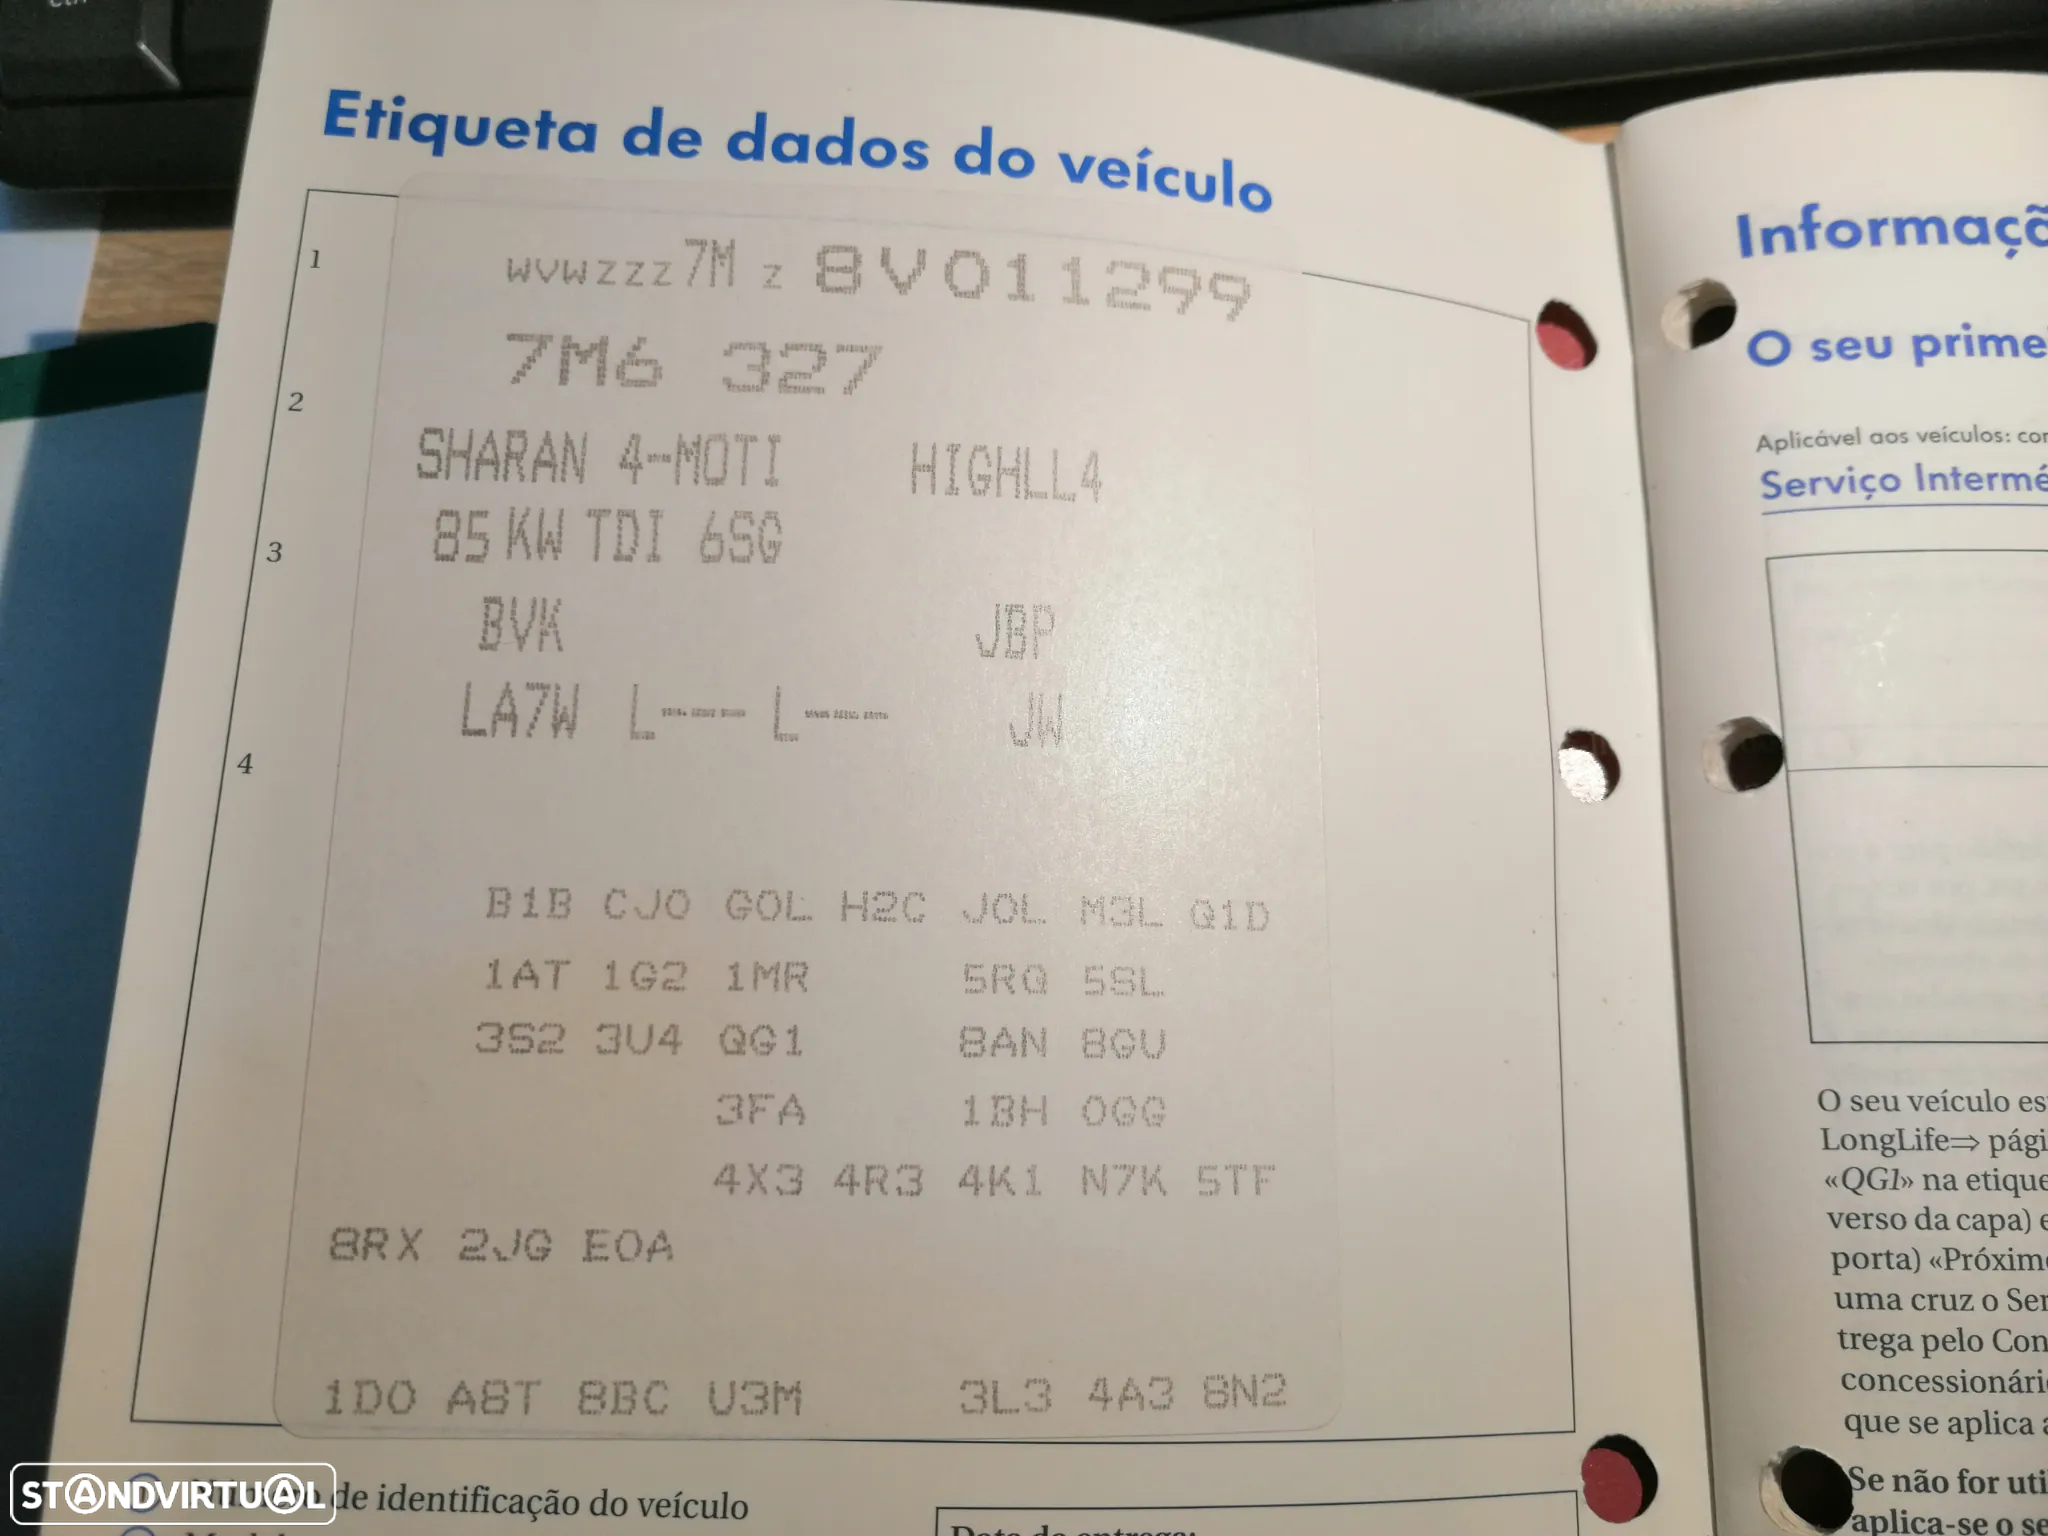 Etiqueta de dados do veículo
1
wvwzzz7M z 8V011299
7M6 327
2
SHARAN 4-MOTI HIGHLL4
3
85 KW TDI 6SG
BVK JBP
LA7W L--- L--- JW
4
B1B CJ0 G0L H2C J0L M3L Q1D
1AT 1G2 1MR 5RQ 5SL
3S2 3U4 QG1 8AN 8GU
3FA 1BH 0GG
4X3 4R3 4K1 N7K 5TF
8RX 2JG E0A
1D0 A8T 8BC U3M 3L3 4A3 8N2
de identificação do veículo
Data de entrega:
STANDVIRTUAL
Informaçõ
O seu prime
Aplicável aos veículos: co
Serviço Intermé
O seu veículo es
LongLife⇒ pági
«QG1» na etique
verso da capa) e
porta) «Próxim
uma cruz o Ser
trega pelo Con
concessionári
que se aplica a
Se não for uti
aplica-se o se